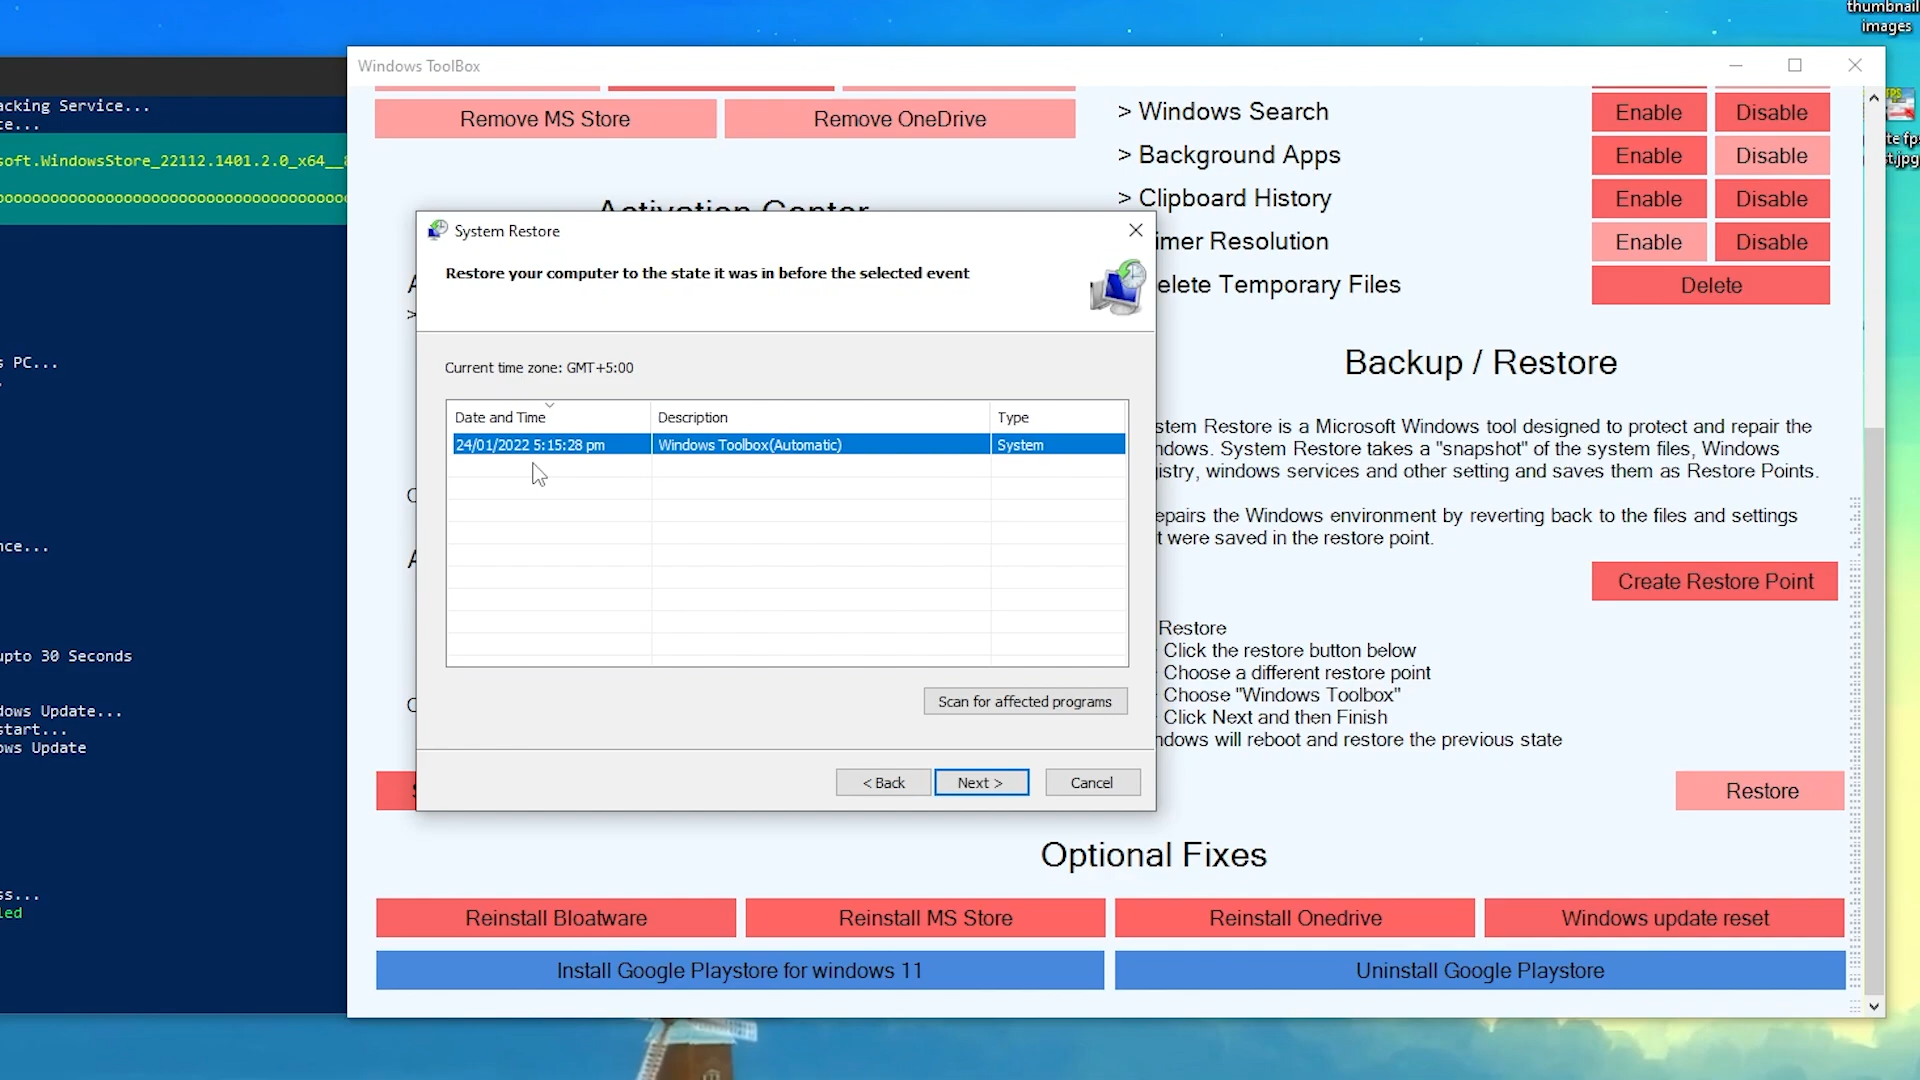 thumbnail
images
acking Service...
te...
soft.WindowsStore_22112.1401.2.0_x64__
s PC...
nce...
upto 30 Seconds
dows Update...
start...
ows Update
ss...
led
Windows ToolBox
Remove MS Store
Remove OneDrive
Activation Center
System Restore
Restore your computer to the state it was in before the selected event
Current time zone: GMT+5:00
Date and Time
Description
Type
24/01/2022 5:15:28 pm
Windows Toolbox(Automatic)
System
Scan for affected programs
< Back
Next >
Cancel
> Windows Search
Enable
Disable
> Background Apps
Enable
Disable
> Clipboard History
Enable
Disable
imer Resolution
Enable
Disable
elete Temporary Files
Delete
Backup / Restore
stem Restore is a Microsoft Windows tool designed to protect and repair the
ndows. System Restore takes a "snapshot" of the system files, Windows
gistry, windows services and other setting and saves them as Restore Points.
epairs the Windows environment by reverting back to the files and settings
t were saved in the restore point.
Create Restore Point
Restore
Click the restore button below
Choose a different restore point
Choose "Windows Toolbox"
Click Next and then Finish
ndows will reboot and restore the previous state
Restore
Optional Fixes
Reinstall Bloatware
Reinstall MS Store
Reinstall Onedrive
Windows update reset
Install Google Playstore for windows 11
Uninstall Google Playstore
te fps
st.jpg